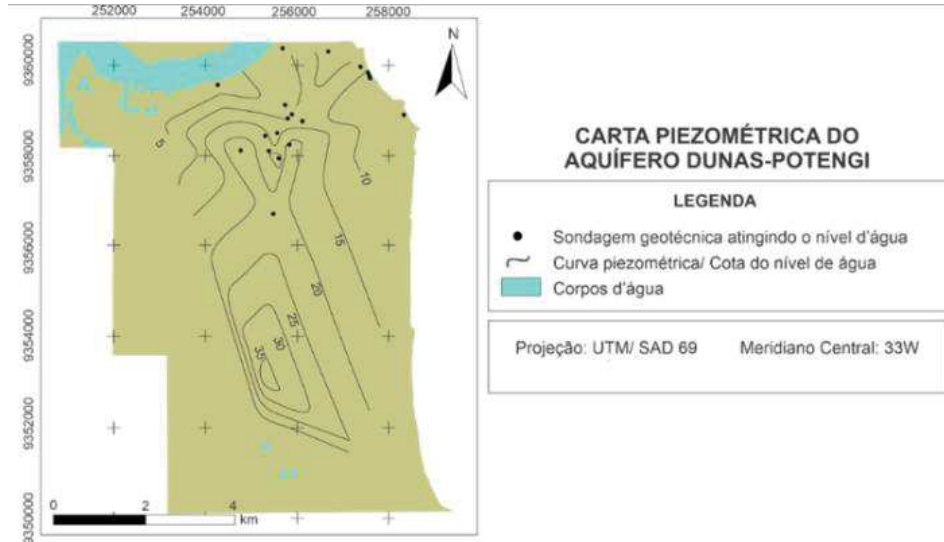 252000 254000 256000 258000
9360000
9358000
9356000
9354000
9352000
9350000
N
5
10
15
20
25
30
35
0 2 4
km
CARTA PIEZOMÉTRICA DO
AQUÍFERO DUNAS-POTENGI
LEGENDA
Sondagem geotécnica atingindo o nível d'água
Curva piezométrica/ Cota do nível de água
Corpos d'água
Projeção: UTM/ SAD 69 Meridiano Central: 33W